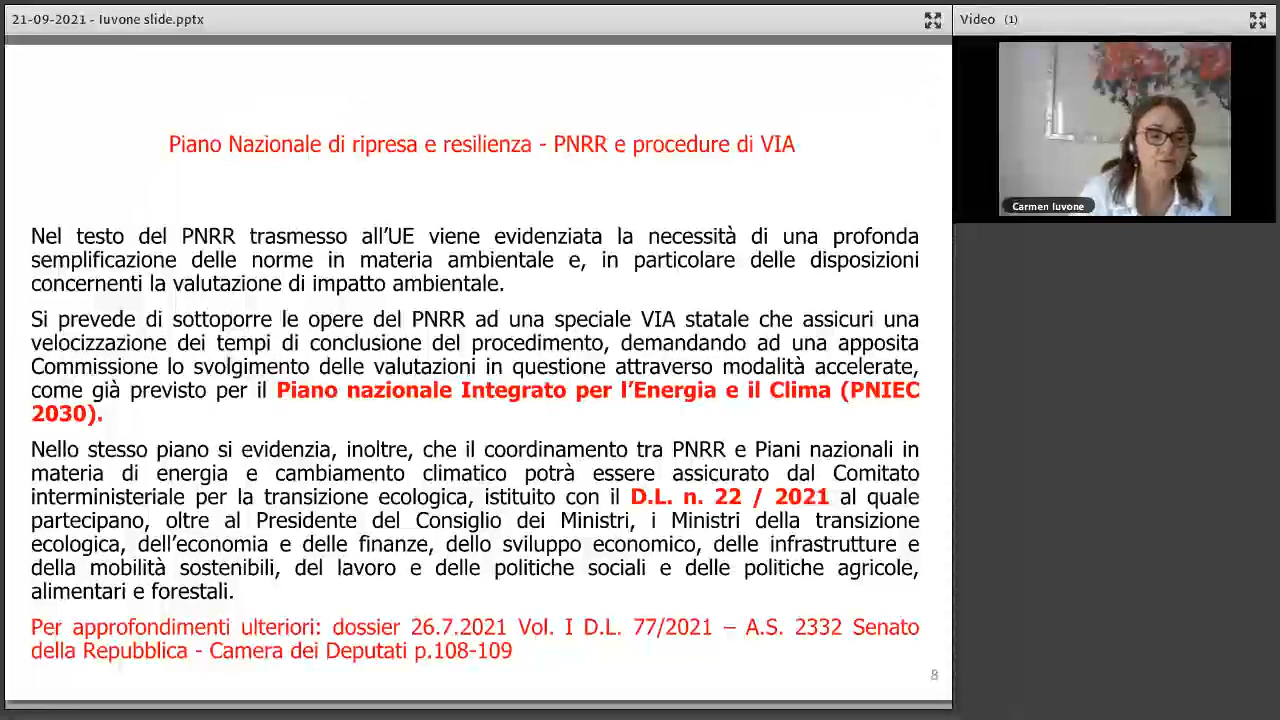 21-09-2021 - Iuvone slide.pptx
Video (1)
Carmen Iuvone
Piano Nazionale di ripresa e resilienza - PNRR e procedure di VIA
Nel testo del PNRR trasmesso all’UE viene evidenziata la necessità di una profonda
semplificazione delle norme in materia ambientale e, in particolare delle disposizioni
concernenti la valutazione di impatto ambientale.
Si prevede di sottoporre le opere del PNRR ad una speciale VIA statale che assicuri una
velocizzazione dei tempi di conclusione del procedimento, demandando ad una apposita
Commissione lo svolgimento delle valutazioni in questione attraverso modalità accelerate,
come già previsto per il Piano nazionale Integrato per l’Energia e il Clima (PNIEC
2030).
Nello stesso piano si evidenzia, inoltre, che il coordinamento tra PNRR e Piani nazionali in
materia di energia e cambiamento climatico potrà essere assicurato dal Comitato
interministeriale per la transizione ecologica, istituito con il D.L. n. 22 / 2021 al quale
partecipano, oltre al Presidente del Consiglio dei Ministri, i Ministri della transizione
ecologica, dell’economia e delle finanze, dello sviluppo economico, delle infrastrutture e
della mobilità sostenibili, del lavoro e delle politiche sociali e delle politiche agricole,
alimentari e forestali.
Per approfondimenti ulteriori: dossier 26.7.2021 Vol. I D.L. 77/2021 – A.S. 2332 Senato
della Repubblica - Camera dei Deputati p.108-109
8